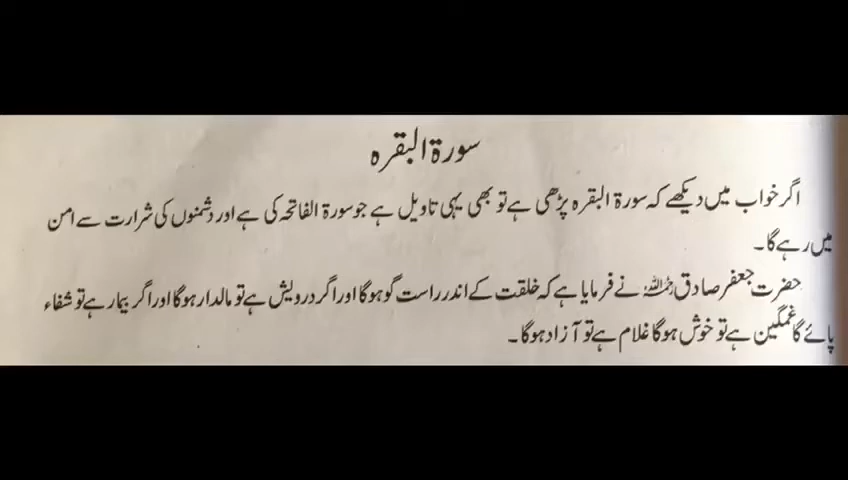 سورۃ البقرہ
اگر خواب میں دیکھے کہ سورۃ البقرہ پڑھی ہے تو بھی یہی تاویل ہے جو سورۃ الفاتحہ کی ہے اور دشمنوں کی شرارت سے امن
میں رہے گا۔
حضرت جعفر صادق رحمہ اللہ نے فرمایا ہے کہ خلقت کے اندر راست گو ہوگا اور اگر درویش ہے تو مالدار ہوگا اور اگر بیمار ہے تو شفاء
پائے گا غمگین ہے تو خوش ہوگا غلام ہے تو آزاد ہوگا۔